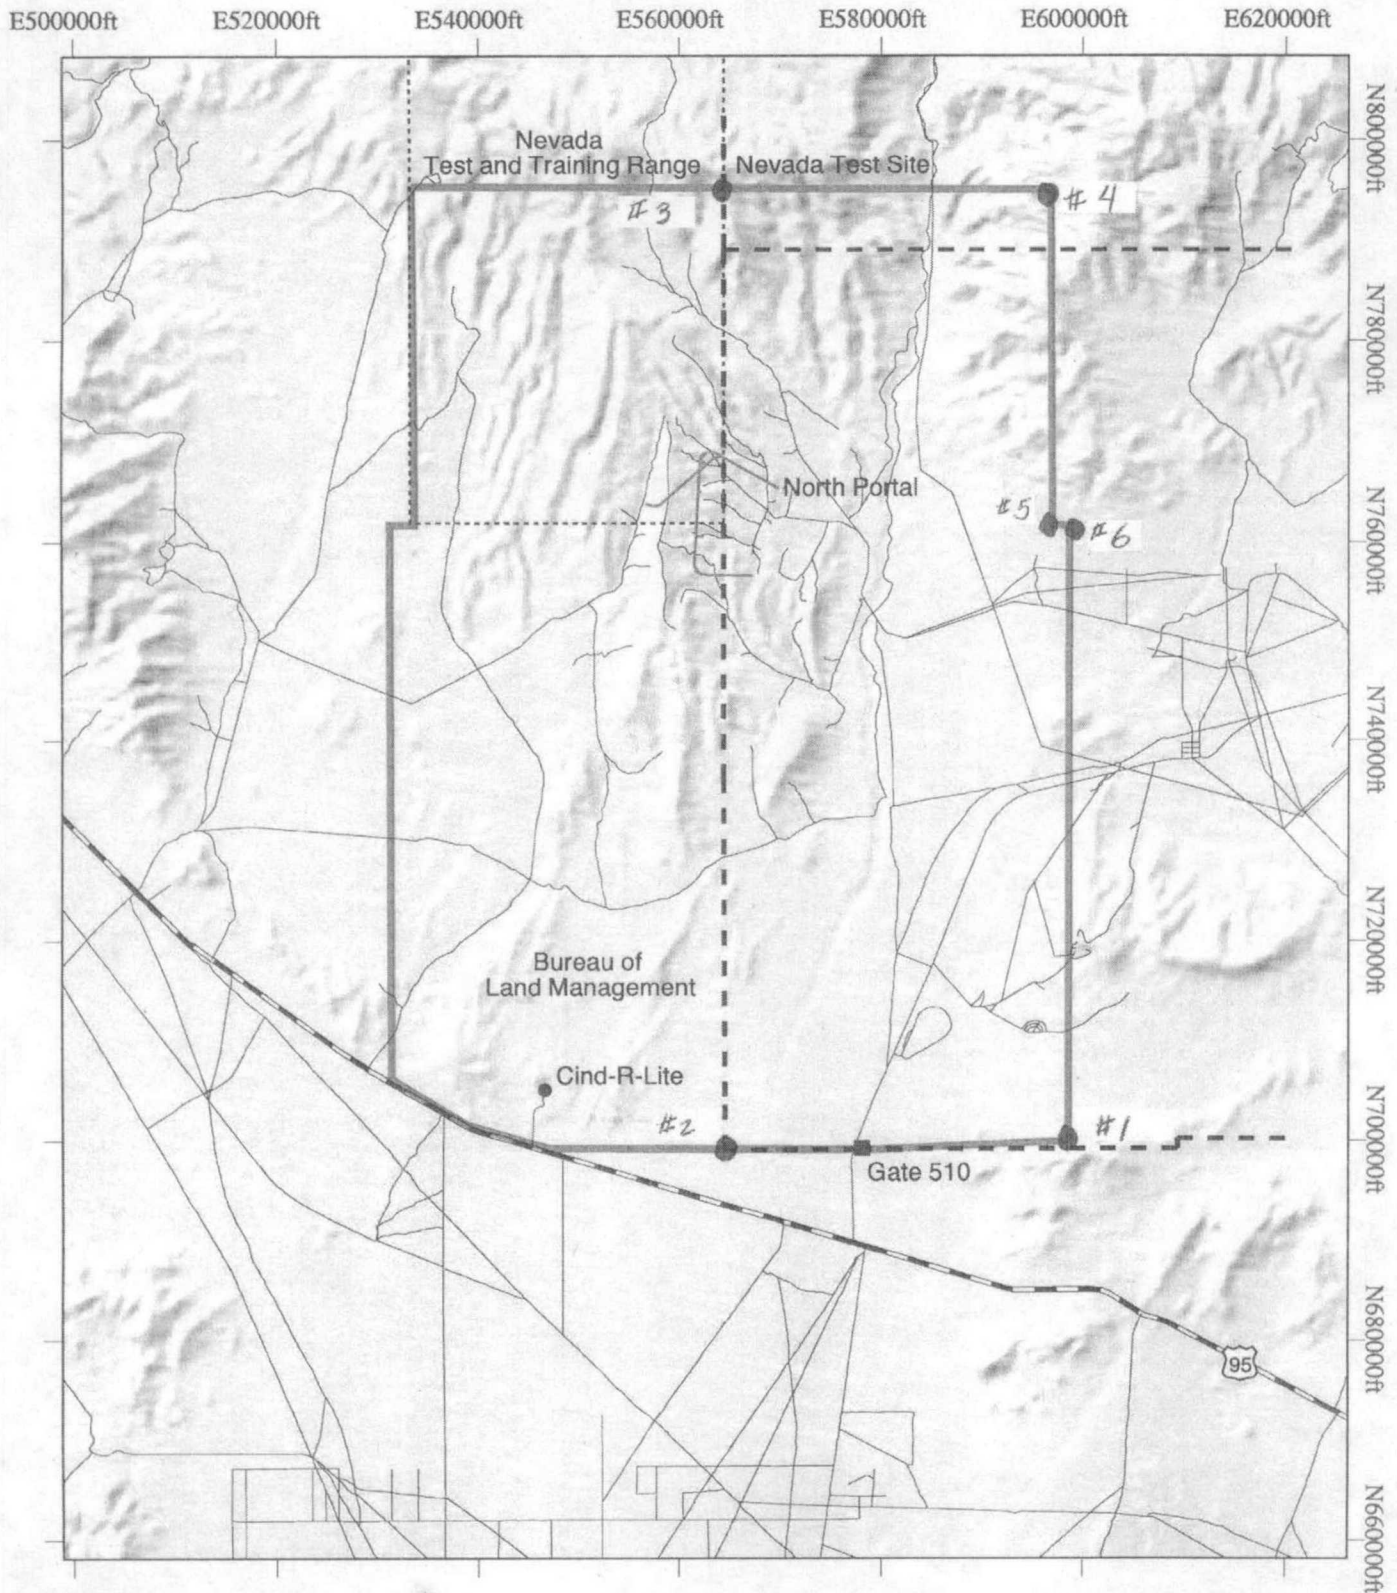 E500000ft E520000ft E540000ft E560000ft E580000ft E600000ft E620000ft
N800000ft
Nevada
Test and Training Range
Nevada Test Site
#3
#4
N780000ft
North Portal
#5
#6
N760000ft
N740000ft
N720000ft
Bureau of
Land Management
Cind-R-Lite
#2
#1
N700000ft
Gate 510
95
N680000ft
N660000ft